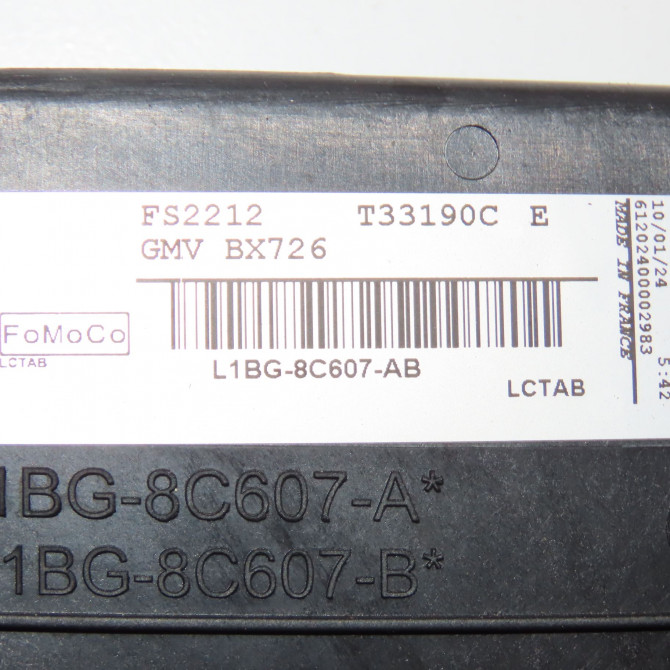 FS2212 T33190C E
GMV BX726
FoMoCo
LCTAB
L1BG-8C607-AB
LCTAB
10/01/24 5:42
61202400002983
MADE IN FRANCE
1BG-8C607-A*
1BG-8C607-B*